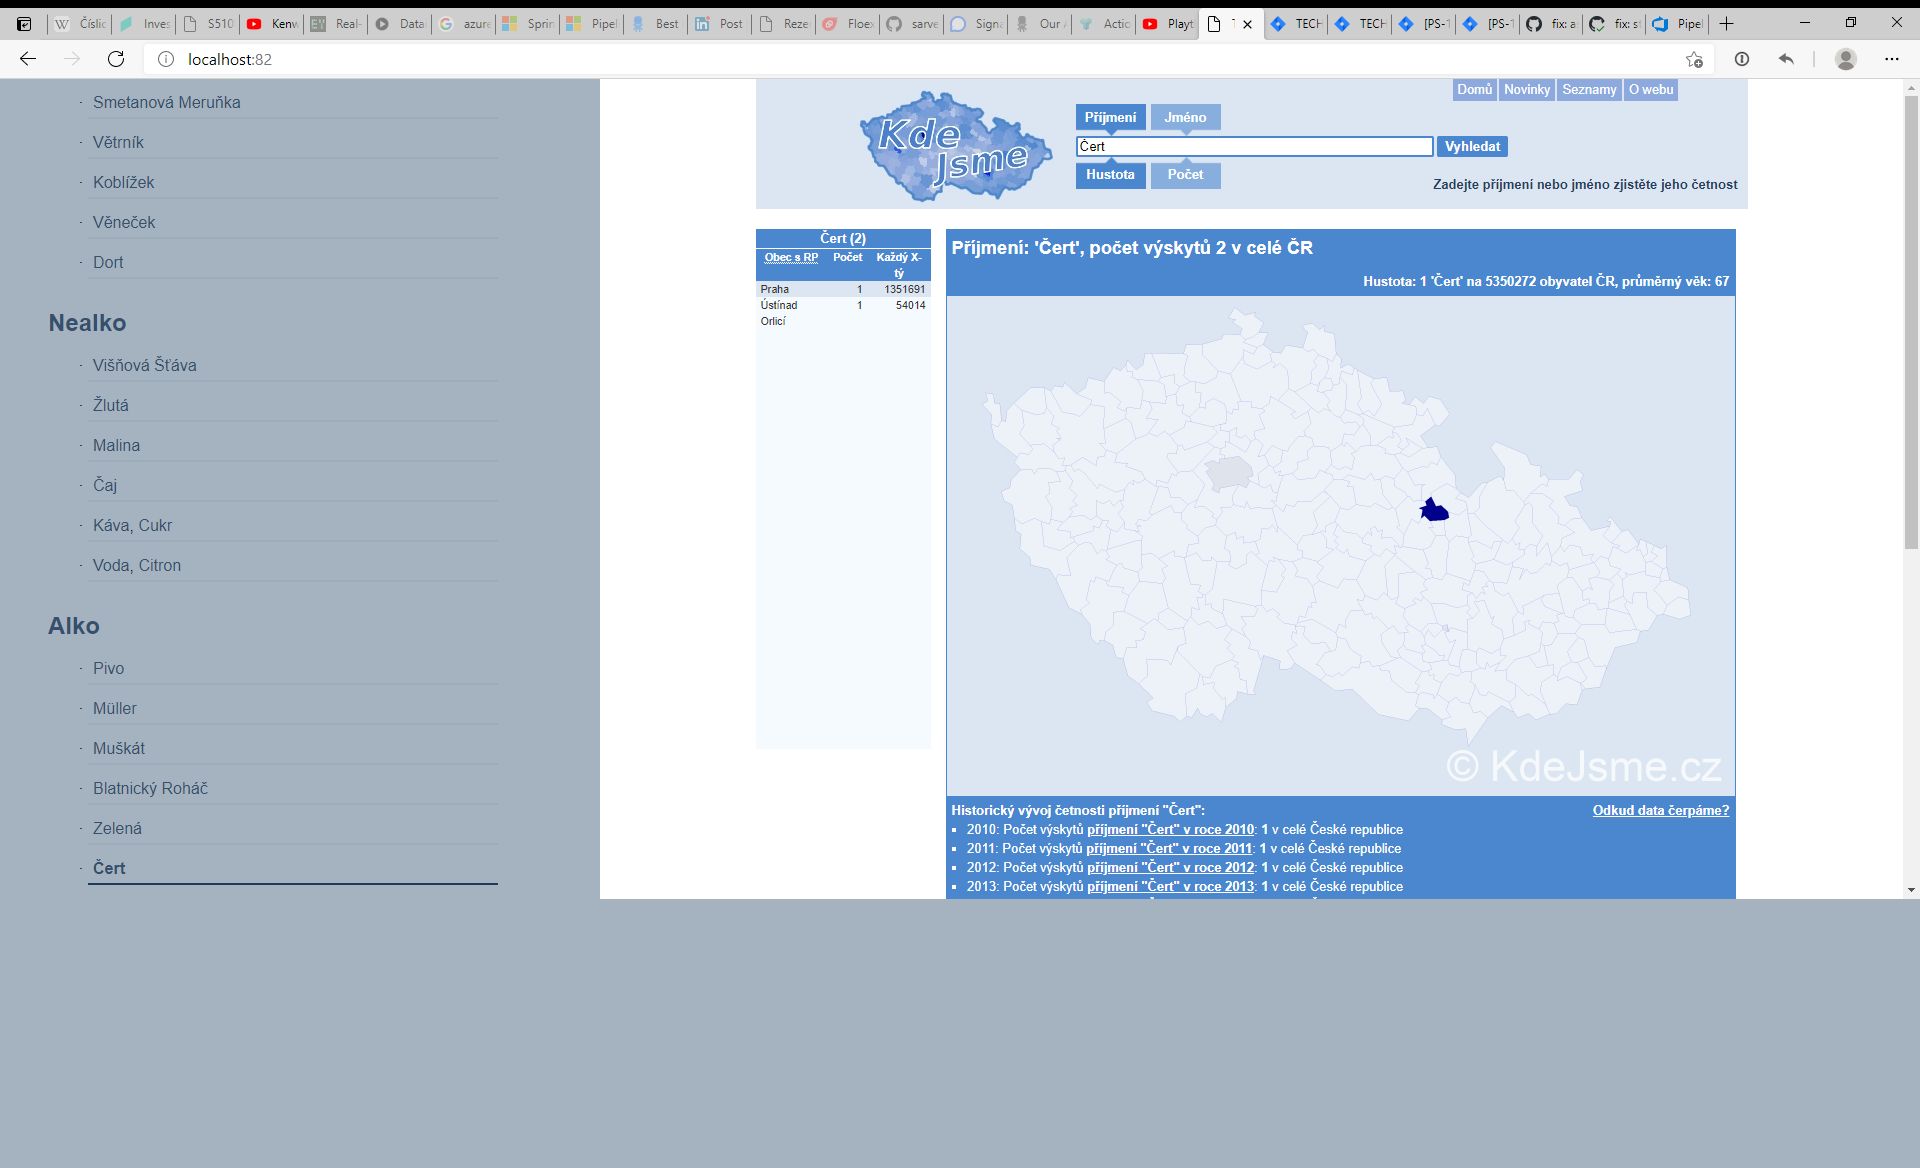 Číslic
Inves
S510
Kenw
Real-
Data
azure
Sprin
Pipel
Best
Post
Reze
Floex
sarve
Signa
Our A
Actio
Playt
TECH
TECH
[PS-1
[PS-1
fix: a
fix: st
Pipel
localhost:82
Smetanová Meruňka
Větrník
Koblížek
Věneček
Dort
Nealko
Višňová Šťáva
Žlutá
Malina
Čaj
Káva, Cukr
Voda, Citron
Alko
Pivo
Müller
Muškát
Blatnický Roháč
Zelená
Čert
Domů Novinky Seznamy O webu
Kde
Jsme
Příjmení Jméno
Čert Vyhledat
Hustota Počet
Zadejte příjmení nebo jméno zjistěte jeho četnost
Čert (2)
Obec s RP Počet Každý X-
tý
Praha 1 1351691
Ústínad 1 54014
Orlicí
Příjmení: 'Čert', počet výskytů 2 v celé ČR
Hustota: 1 'Čert' na 5350272 obyvatel ČR, průměrný věk: 67
© KdeJsme.cz
Historický vývoj četnosti příjmení "Čert": Odkud data čerpáme?
2010: Počet výskytů příjmení "Čert" v roce 2010: 1 v celé České republice
2011: Počet výskytů příjmení "Čert" v roce 2011: 1 v celé České republice
2012: Počet výskytů příjmení "Čert" v roce 2012: 1 v celé České republice
2013: Počet výskytů příjmení "Čert" v roce 2013: 1 v celé České republice